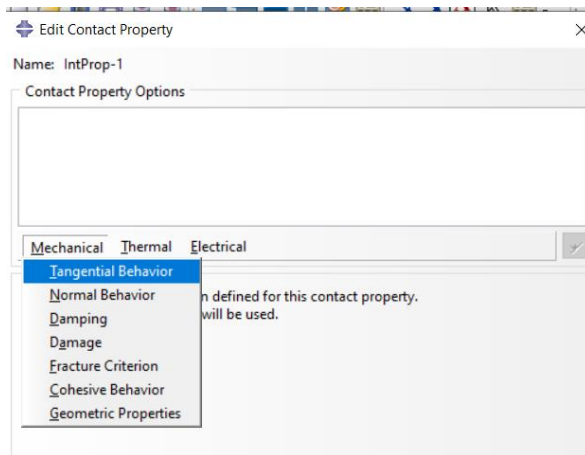 Edit Contact Property
Name: IntProp-1
Contact Property Options
Mechanical Thermal Electrical
Tangential Behavior
Normal Behavior
n defined for this contact property.
Damping
will be used.
Damage
Fracture Criterion
Cohesive Behavior
Geometric Properties